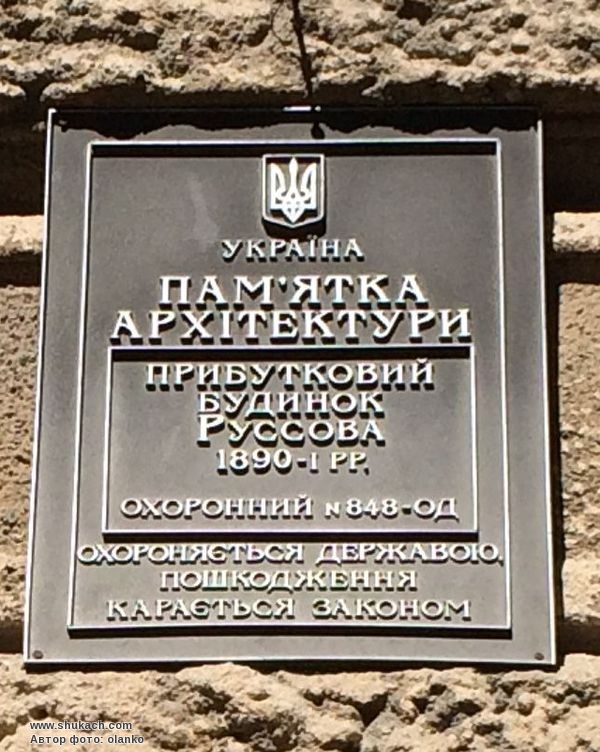 УКРАЇНА
ПАМ'ЯТКА
АРХІТЕКТУРИ
ПРИБУТКОВИЙ
БУДИНОК
РУССОВА
1890-І РР.
ОХОРОННИЙ N 848-ОД
ОХОРОНЯЄТЬСЯ ДЕРЖАВОЮ.
ПОШКОДЖЕННЯ
КАРАЄТЬСЯ ЗАКОНОМ
www.shukach.com
Автор фото: olanko